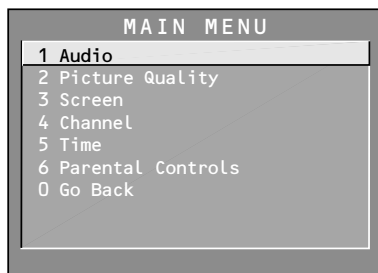 MAIN MENU
1 Audio
2 Picture Quality
3 Screen
4 Channel
5 Time
6 Parental Controls
0 Go Back